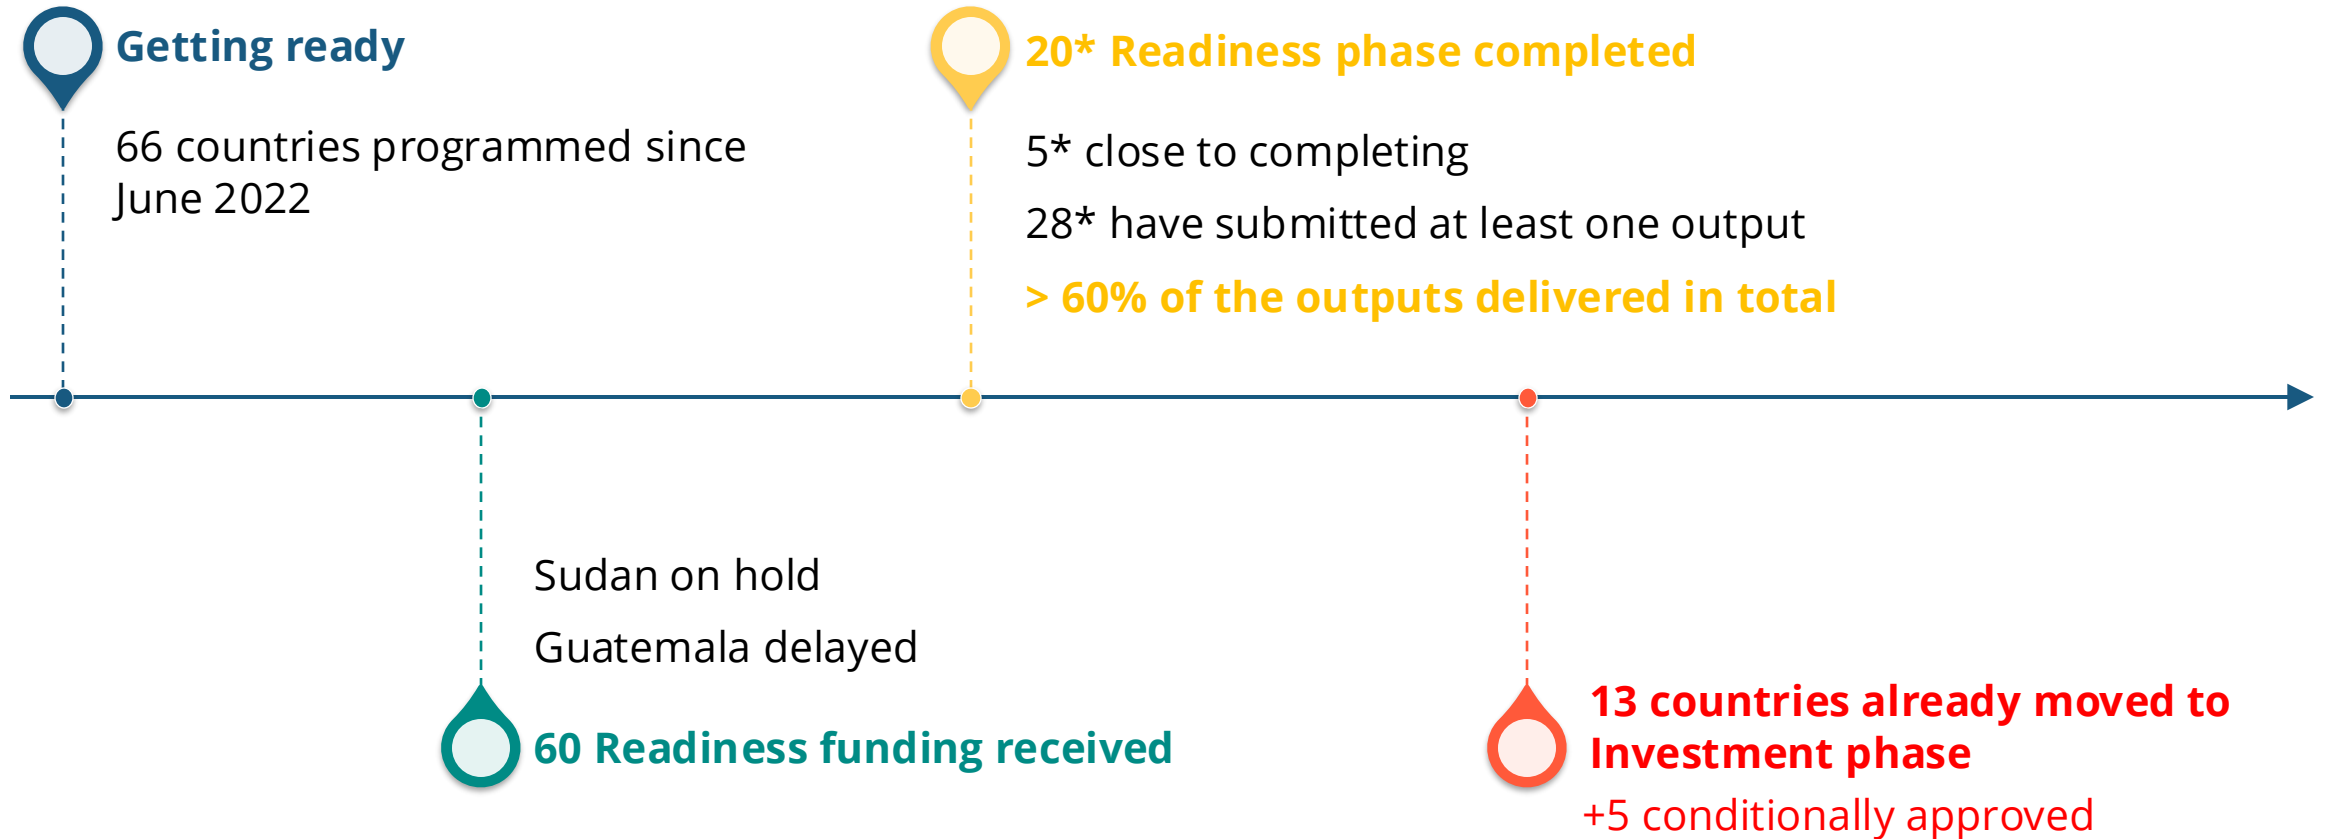 Getting ready
66 countries programmed since
June 2022
20* Readiness phase completed
5* close to completing
28* have submitted at least one output
> 60% of the outputs delivered in total
Sudan on hold
Guatemala delayed
60 Readiness funding received
13 countries already moved to
Investment phase
+5 conditionally approved